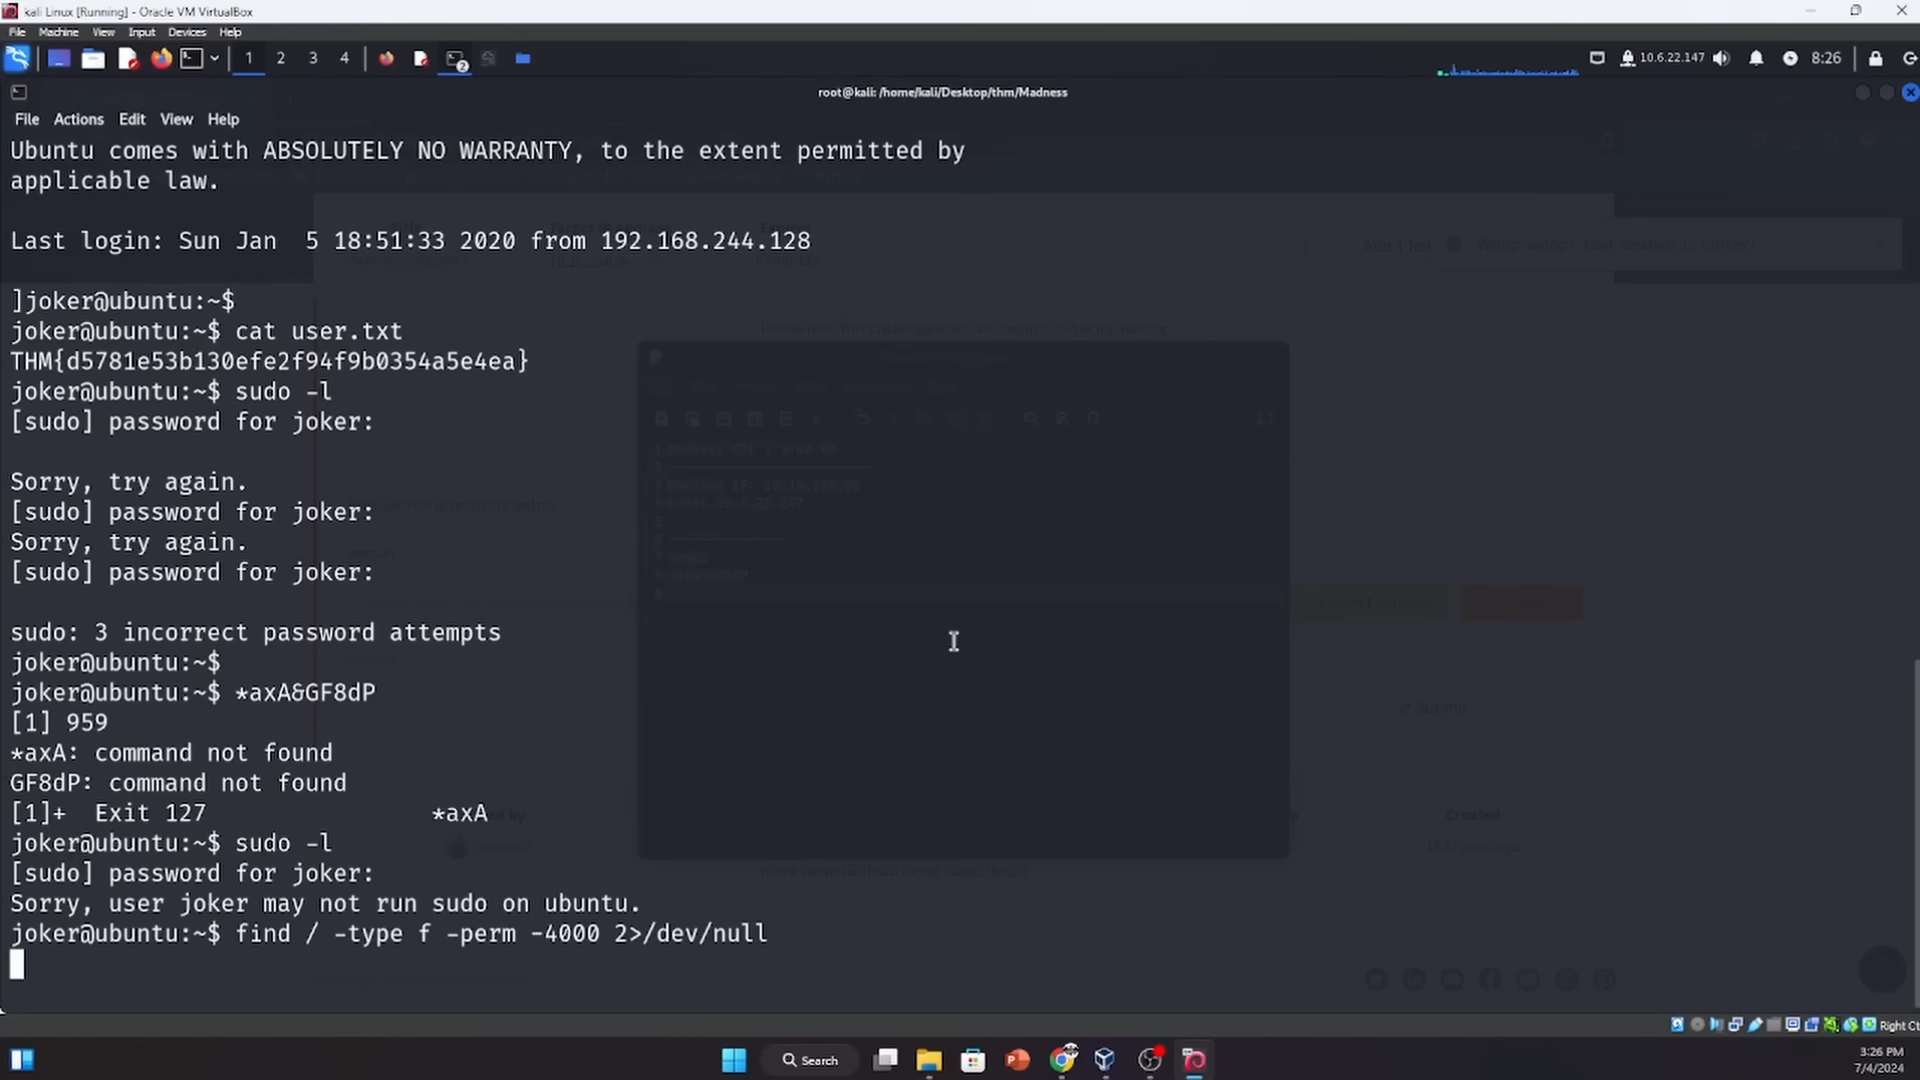 kali Linux [Running] - Oracle VM VirtualBox
File Machine View Input Devices Help
1 2 3 4 2 10.6.22.147 8:26
root@kali: /home/kali/Desktop/thm/Madness
File Actions Edit View Help
Ubuntu comes with ABSOLUTELY NO WARRANTY, to the extent permitted by
applicable law.
Last login: Sun Jan  5 18:51:33 2020 from 192.168.244.128
]joker@ubuntu:~$
joker@ubuntu:~$ cat user.txt
THM{d5781e53b130efe2f94f9b0354a5e4ea}
joker@ubuntu:~$ sudo -l
[sudo] password for joker:
Sorry, try again.
[sudo] password for joker:
Sorry, try again.
[sudo] password for joker:
sudo: 3 incorrect password attempts
joker@ubuntu:~$
joker@ubuntu:~$ *axA&GF8dP
[1] 959
*axA: command not found
GF8dP: command not found
[1]+  Exit 127                *axA
joker@ubuntu:~$ sudo -l
[sudo] password for joker:
Sorry, user joker may not run sudo on ubuntu.
joker@ubuntu:~$ find / -type f -perm -4000 2>/dev/null
Submit
Created
Right Ct
Search
3:26 PM
7/4/2024